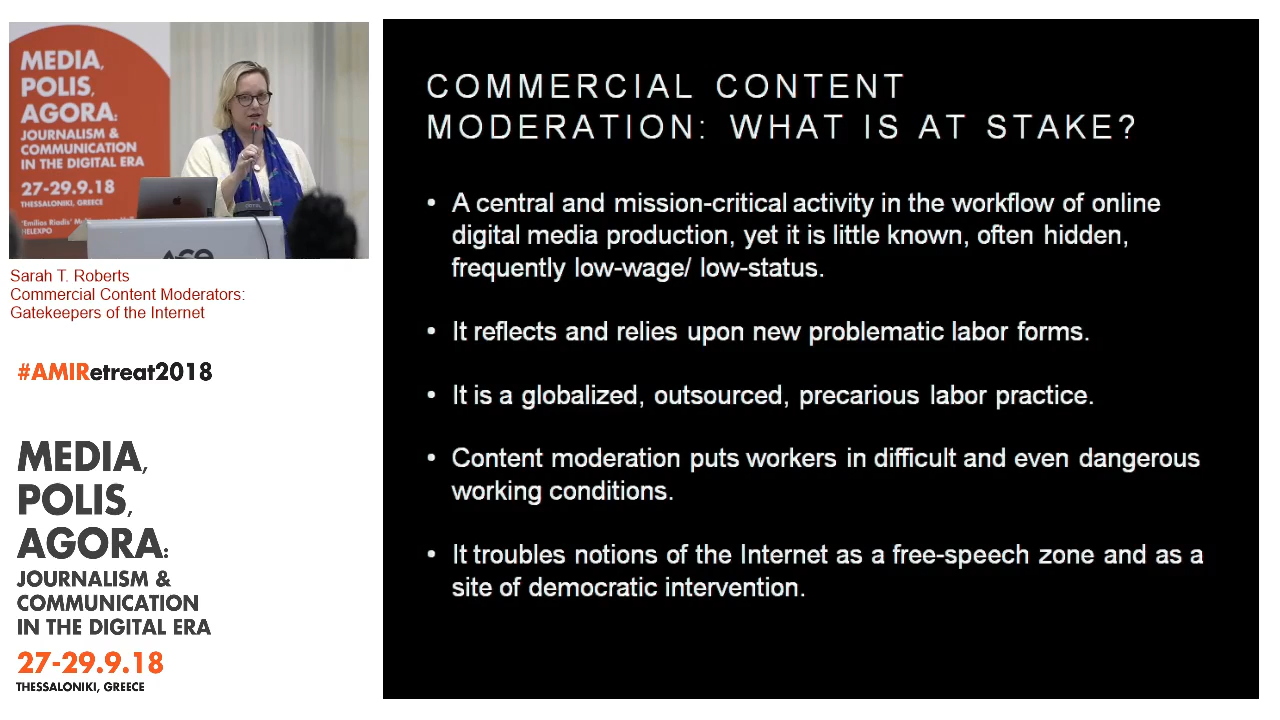 MEDIA,
POLIS,
AGORA:
JOURNALISM &
COMMUNICATION
IN THE DIGITAL ERA
27-29.9.18
THESSALONIKI, GREECE
HELEXPO
Sarah T. Roberts
Commercial Content Moderators:
Gatekeepers of the Internet
#AMIRetreat2018
MEDIA,
POLIS,
AGORA:
JOURNALISM &
COMMUNICATION
IN THE DIGITAL ERA
27-29.9.18
THESSALONIKI, GREECE
COMMERCIAL CONTENT
MODERATION: WHAT IS AT STAKE?
• A central and mission-critical activity in the workflow of online
digital media production, yet it is little known, often hidden,
frequently low-wage/ low-status.
• It reflects and relies upon new problematic labor forms.
• It is a globalized, outsourced, precarious labor practice.
• Content moderation puts workers in difficult and even dangerous
working conditions.
• It troubles notions of the Internet as a free-speech zone and as a
site of democratic intervention.